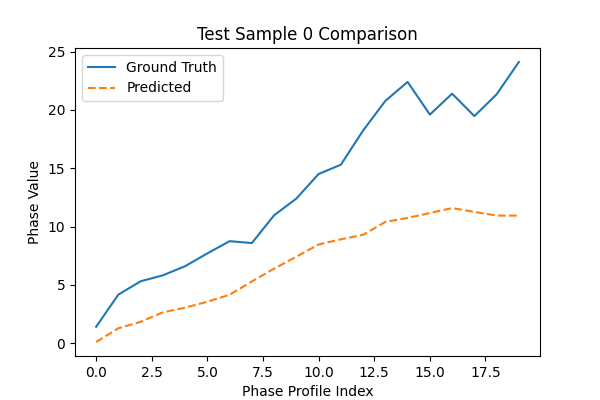 Test Sample 0 Comparison
Ground Truth
Predicted
25
20
15
10
5
0
Phase Value
0.0 2.5 5.0 7.5 10.0 12.5 15.0 17.5
Phase Profile Index